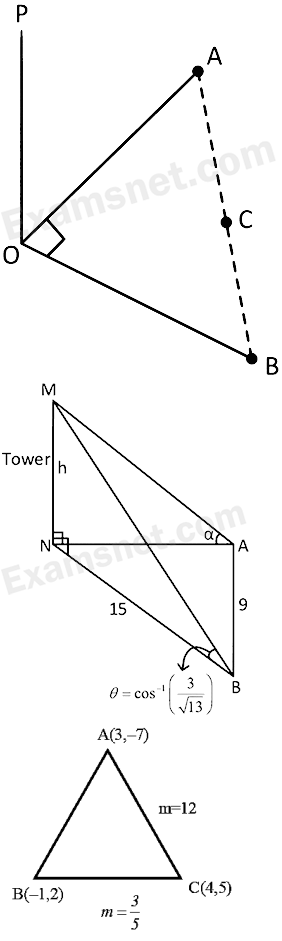 P
A
Examsnet.com
C
O
B
M
Tower
h
α
N
A
Examsnet.com
15
9
B
θ = cos⁻¹(3/√13)
A(3,−7)
m=12
B(−1,2)
C(4,5)
m = 3/5